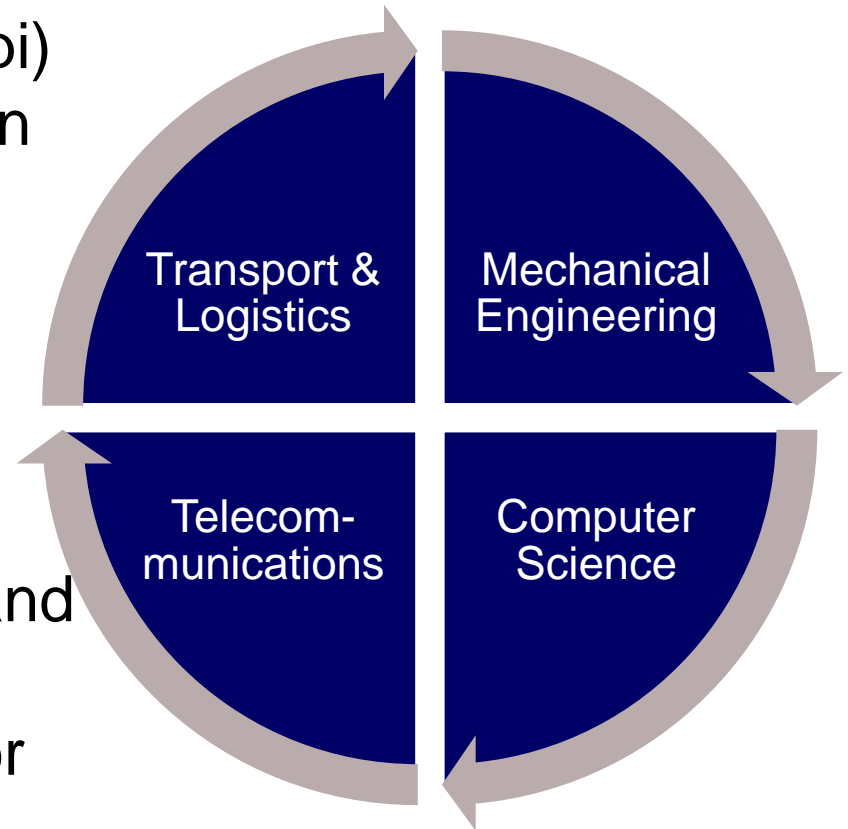 Transport &
Logistics
Mechanical
Engineering
Telecom-
munications
Computer
Science